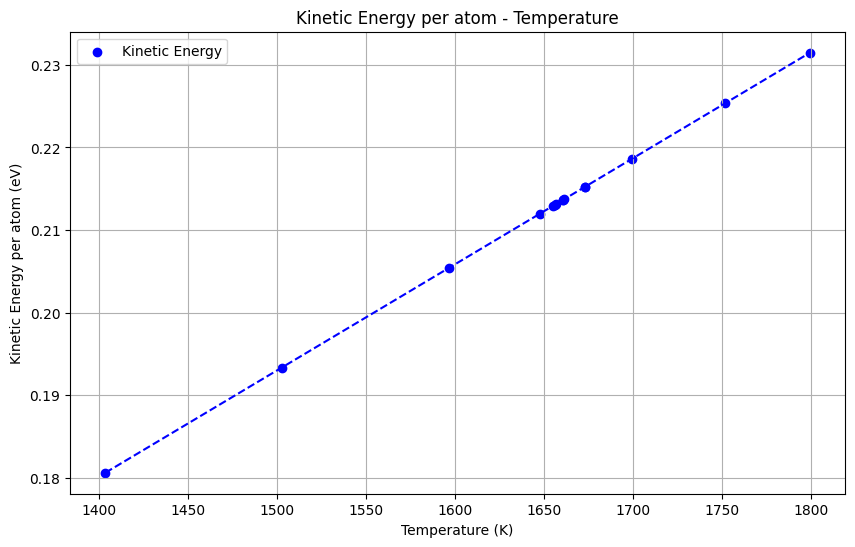 Kinetic Energy per atom - Temperature
Kinetic Energy
Kinetic Energy per atom (eV)
0.23
0.22
0.21
0.20
0.19
0.18
1400 1450 1500 1550 1600 1650 1700 1750 1800
Temperature (K)